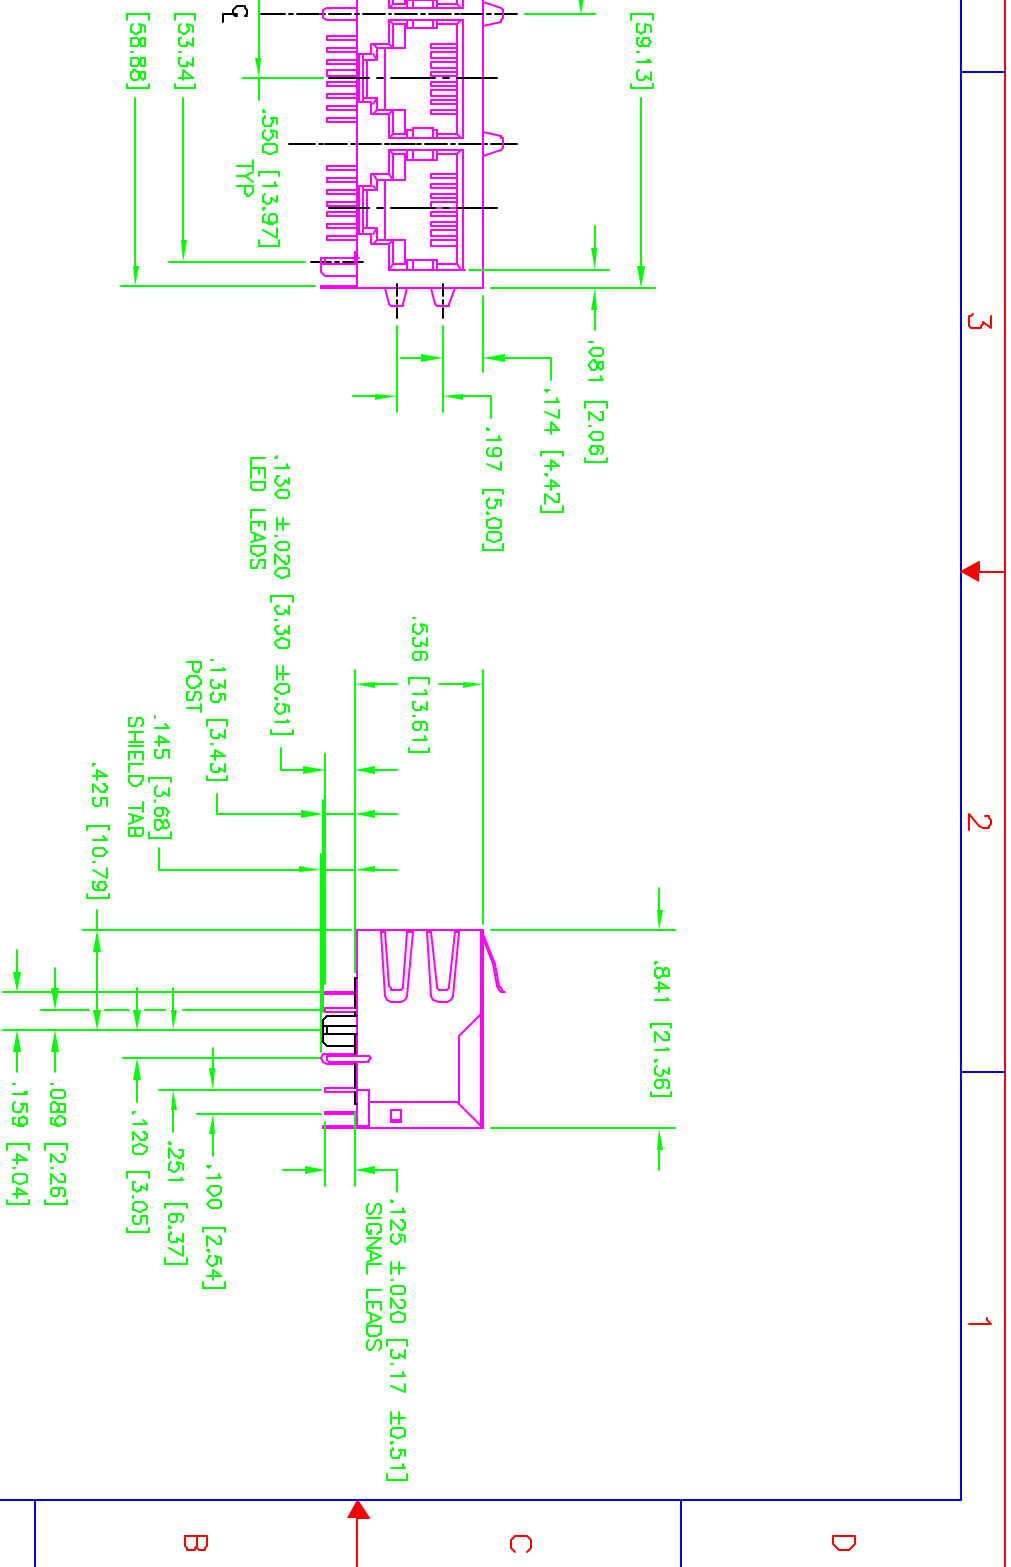 3
2
1
D
C
B
[59.13]
.081 [2.06]
.174 [4.42]
.197 [5.00]
.550 [13.97]
TYP
[53.34]
[58.88]
CL
.841 [21.36]
.536 [13.61]
.130 ±.020 [3.30 ±0.51]
LED LEADS
.135 [3.43]
POST
.145 [3.68]
SHIELD TAB
.425 [10.79]
.125 ±.020 [3.17 ±0.51]
SIGNAL LEADS
.100 [2.54]
.251 [6.37]
.120 [3.05]
.089 [2.26]
.159 [4.04]